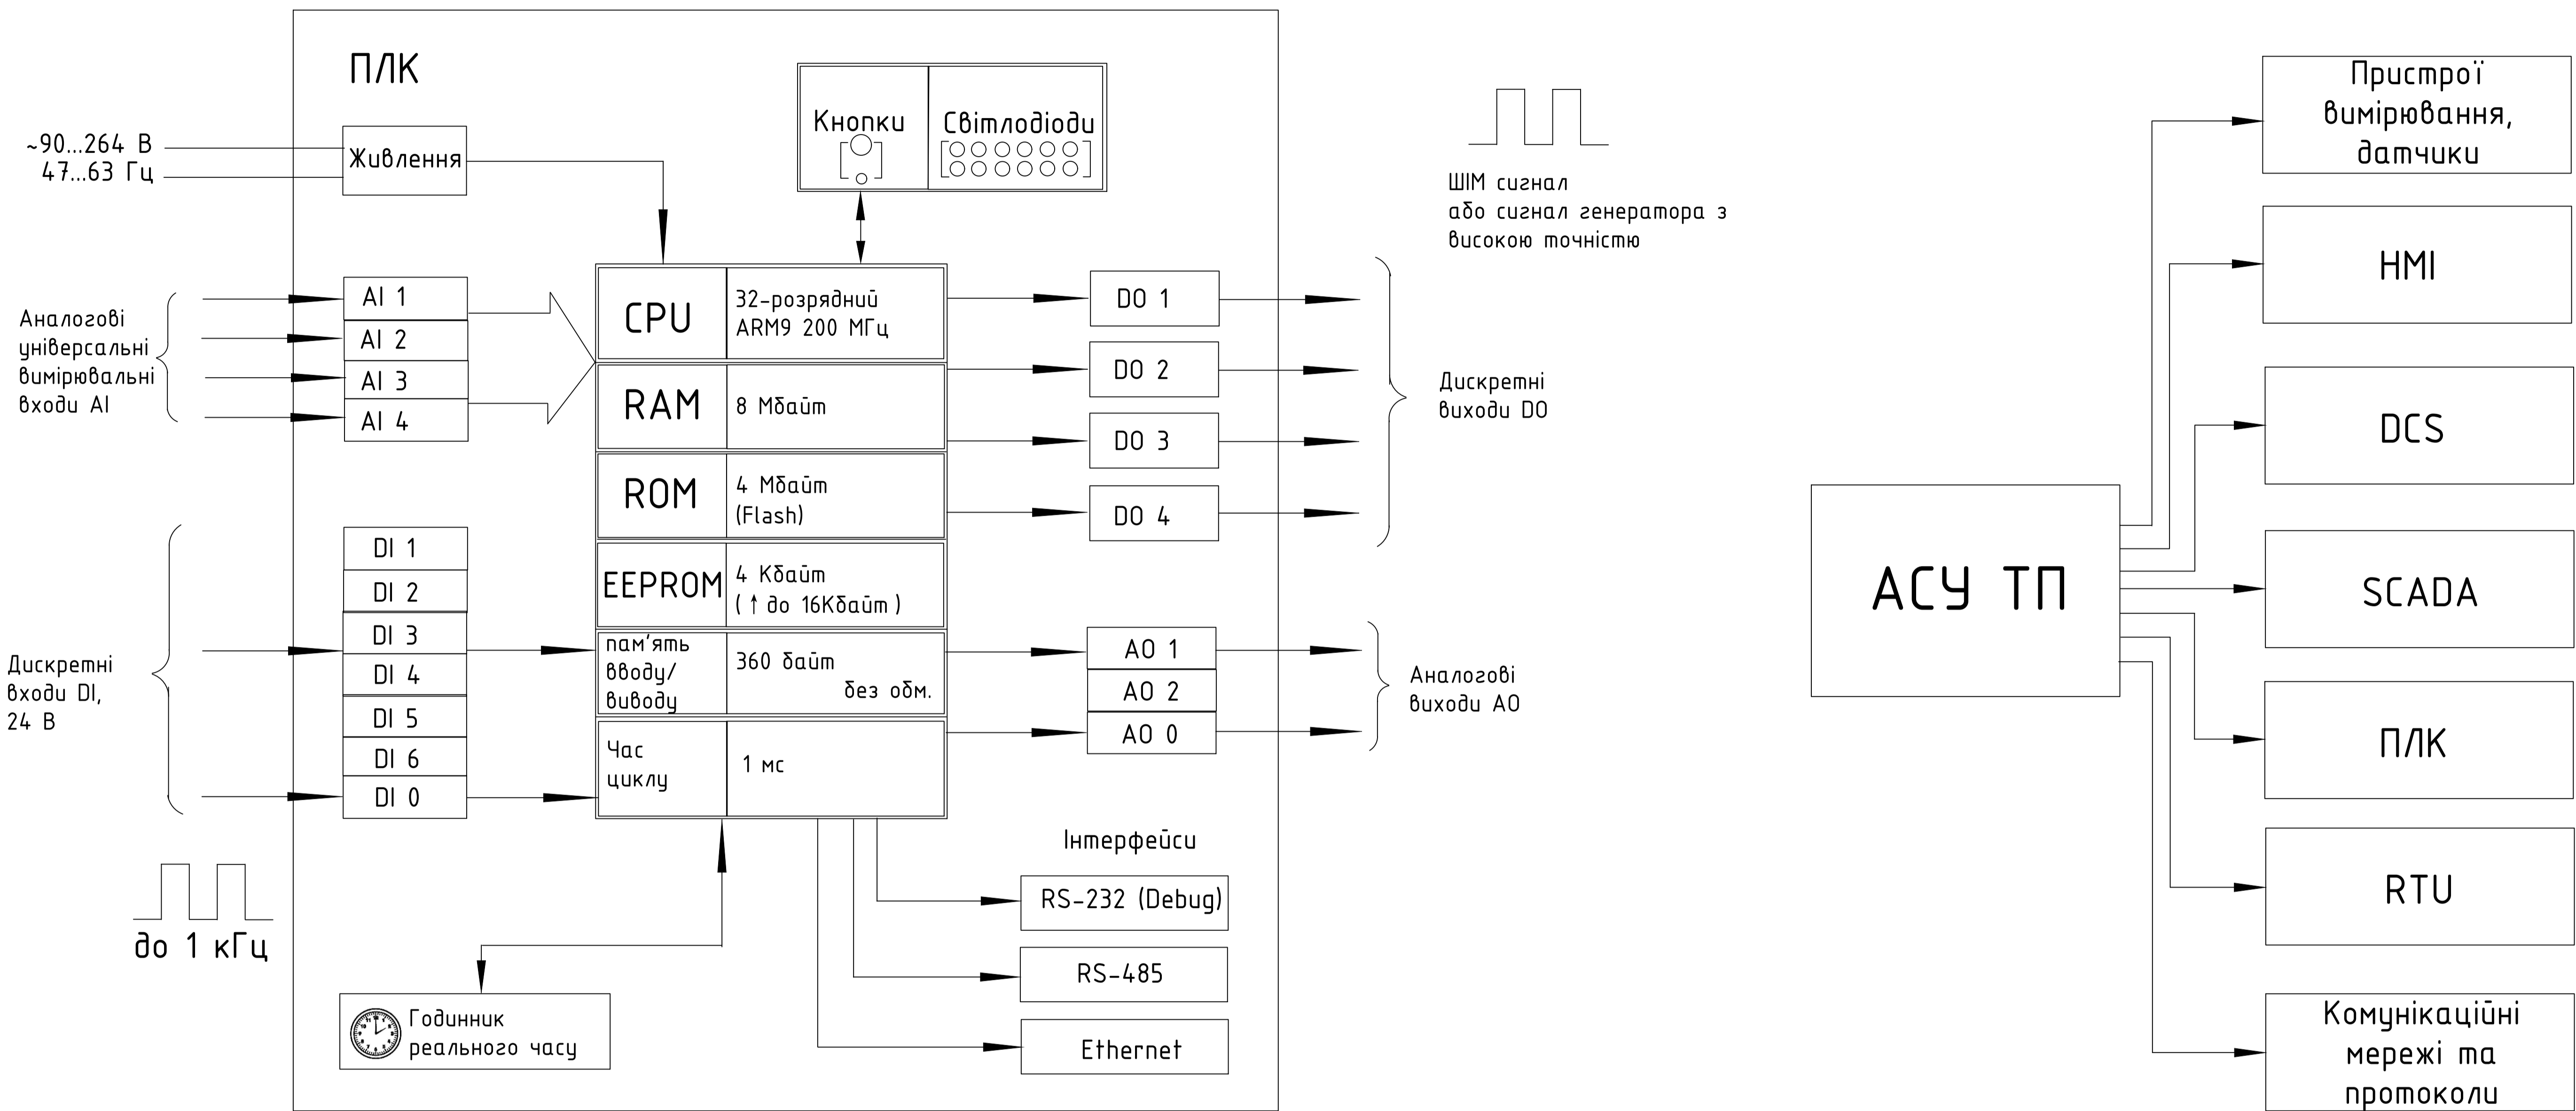 ПЛК
~90...264 В
47...63 Гц
Живлення
Кнопки
Світлодіоди
ШІМ сигнал
або сигнал генератора з
високою точністю
Аналогові
універсальні
вимірювальні
входи АІ
AI 1
AI 2
AI 3
AI 4
Дискретні
входи DI,
24 В
DI 1
DI 2
DI 3
DI 4
DI 5
DI 6
DI 0
до 1 кГц
CPU
32-розрядний
ARM9 200 МГц
RAM
8 Мбайт
ROM
4 Мбайт
(Flash)
EEPROM
4 Кбайт
(↑ до 16Кбайт)
пам'ять
вводу/
виводу
360 байт
без обм.
Час
циклу
1 мс
DO 1
DO 2
DO 3
DO 4
Дискретні
виходи DO
AO 1
AO 2
AO 0
Аналогові
виходи АО
Інтерфейси
RS-232 (Debug)
RS-485
Ethernet
Годинник
реального часу
АСУ ТП
Пристрої
вимірювання,
датчики
HMI
DCS
SCADA
ПЛК
RTU
Комунікаційні
мережі та
протоколи